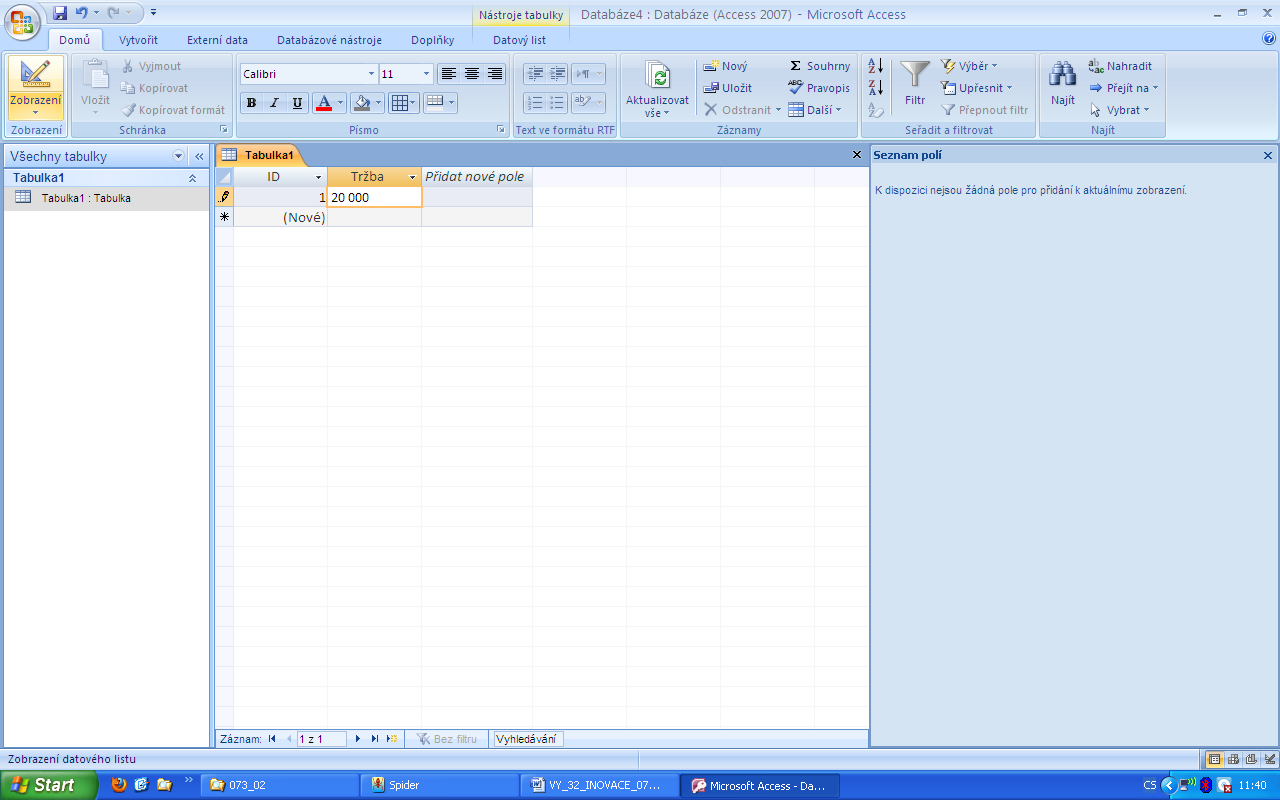 Nástroje tabulky
Databáze4 : Databáze (Access 2007) - Microsoft Access
Domů Vytvořit Externí data Databázové nástroje Doplňky Datový list
Zobrazení
Zobrazení
Vložit
Vyjmout
Kopírovat
Kopírovat formát
Schránka
Calibri 11
B I U A
Písmo
Text ve formátu RTF
Aktualizovat vše
Nový
Uložit
Odstranit
Σ Souhrny
Pravopis
Další
Záznamy
Filtr
Výběr
Upřesnit
Přepnout filtr
Seřadit a filtrovat
Najít
Nahradit
Přejít na
Vybrat
Najít
Všechny tabulky
Tabulka1
Tabulka1 : Tabulka
Tabulka1
ID Tržba Přidat nové pole
1 20 000
(Nové)
Seznam polí
K dispozici nejsou žádná pole pro přidání k aktuálnímu zobrazení.
Záznam: 1 z 1 Bez filtru Vyhledávání
Zobrazení datového listu
Start 073_02 Spider VY_32_INOVACE_07... Microsoft Access - Da... CS 11:40